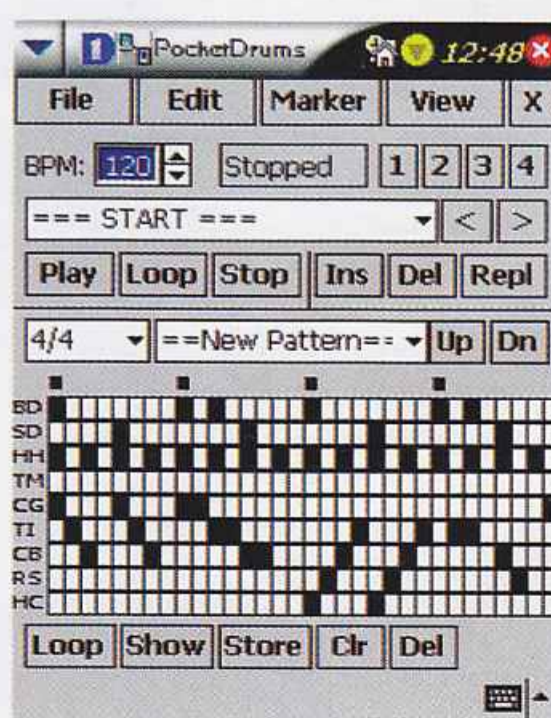 1 PocketDrums 12:48
File Edit Marker View X
BPM: 120 Stopped 1 2 3 4
=== START === < >
Play Loop Stop Ins Del Repl
4/4 ==New Pattern== Up Dn
BD
SD
HH
TM
CG
TI
CB
RS
HC
Loop Show Store Clr Del